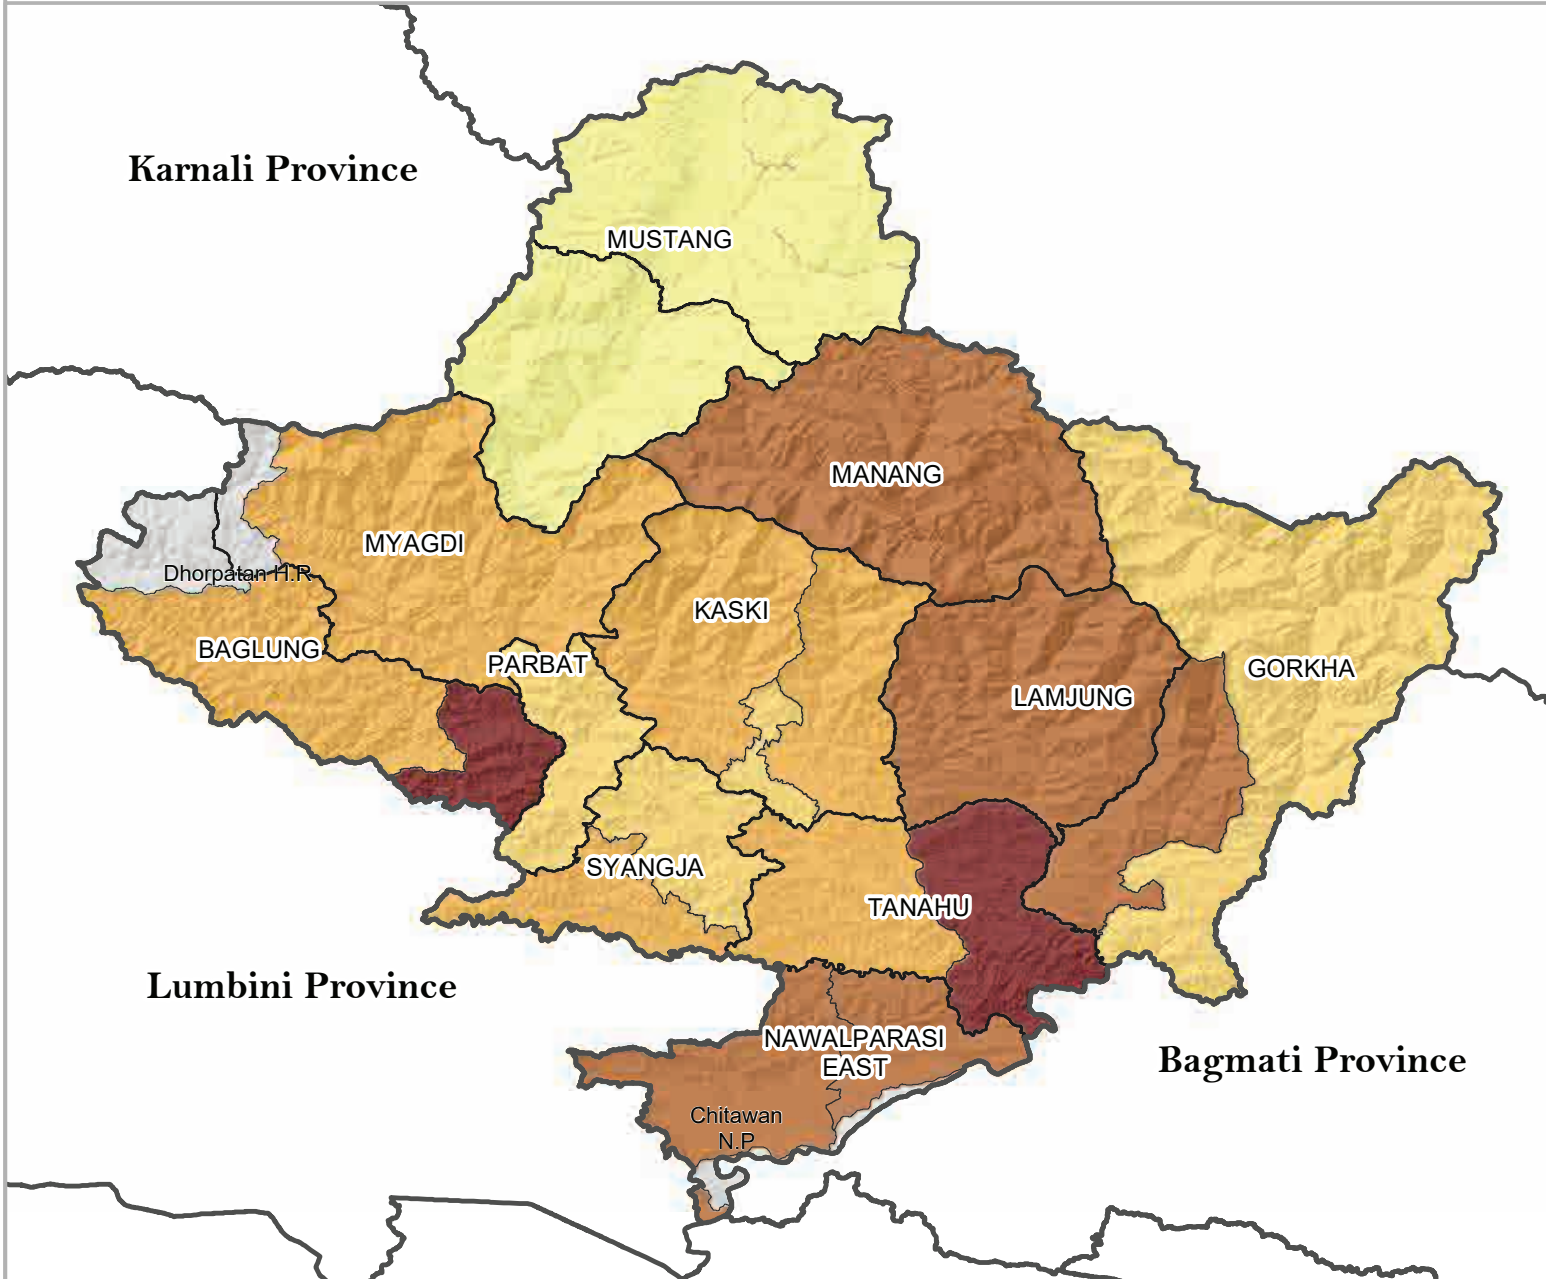 Karnali Province
MUSTANG
MANANG
MYAGDI
Dhorpatan H.R
KASKI
BAGLUNG
PARBAT
GORKHA
LAMJUNG
SYANGJA
TANAHU
Lumbini Province
NAWALPARASI
EAST
Bagmati Province
Chitawan
N.P